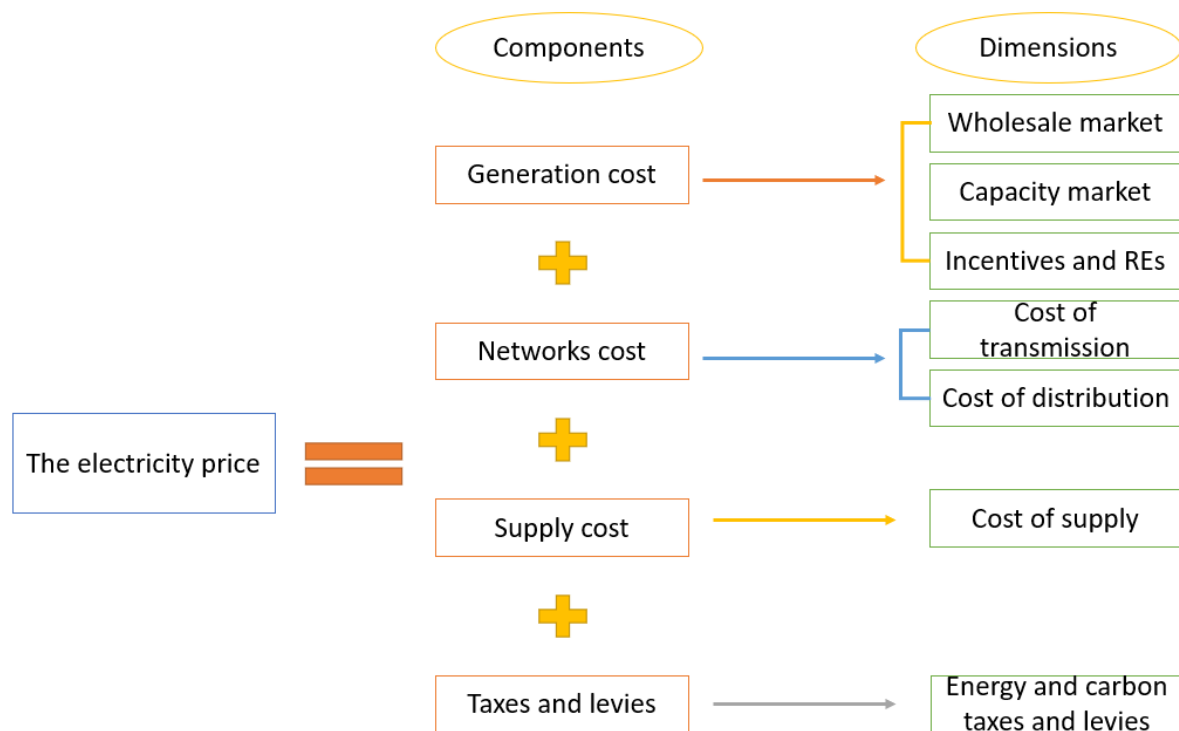 Components
Dimensions
Wholesale market
Generation cost
Capacity market
Incentives and REs
Cost of
transmission
Networks cost
Cost of distribution
The electricity price
Supply cost
Cost of supply
Taxes and levies
Energy and carbon
taxes and levies